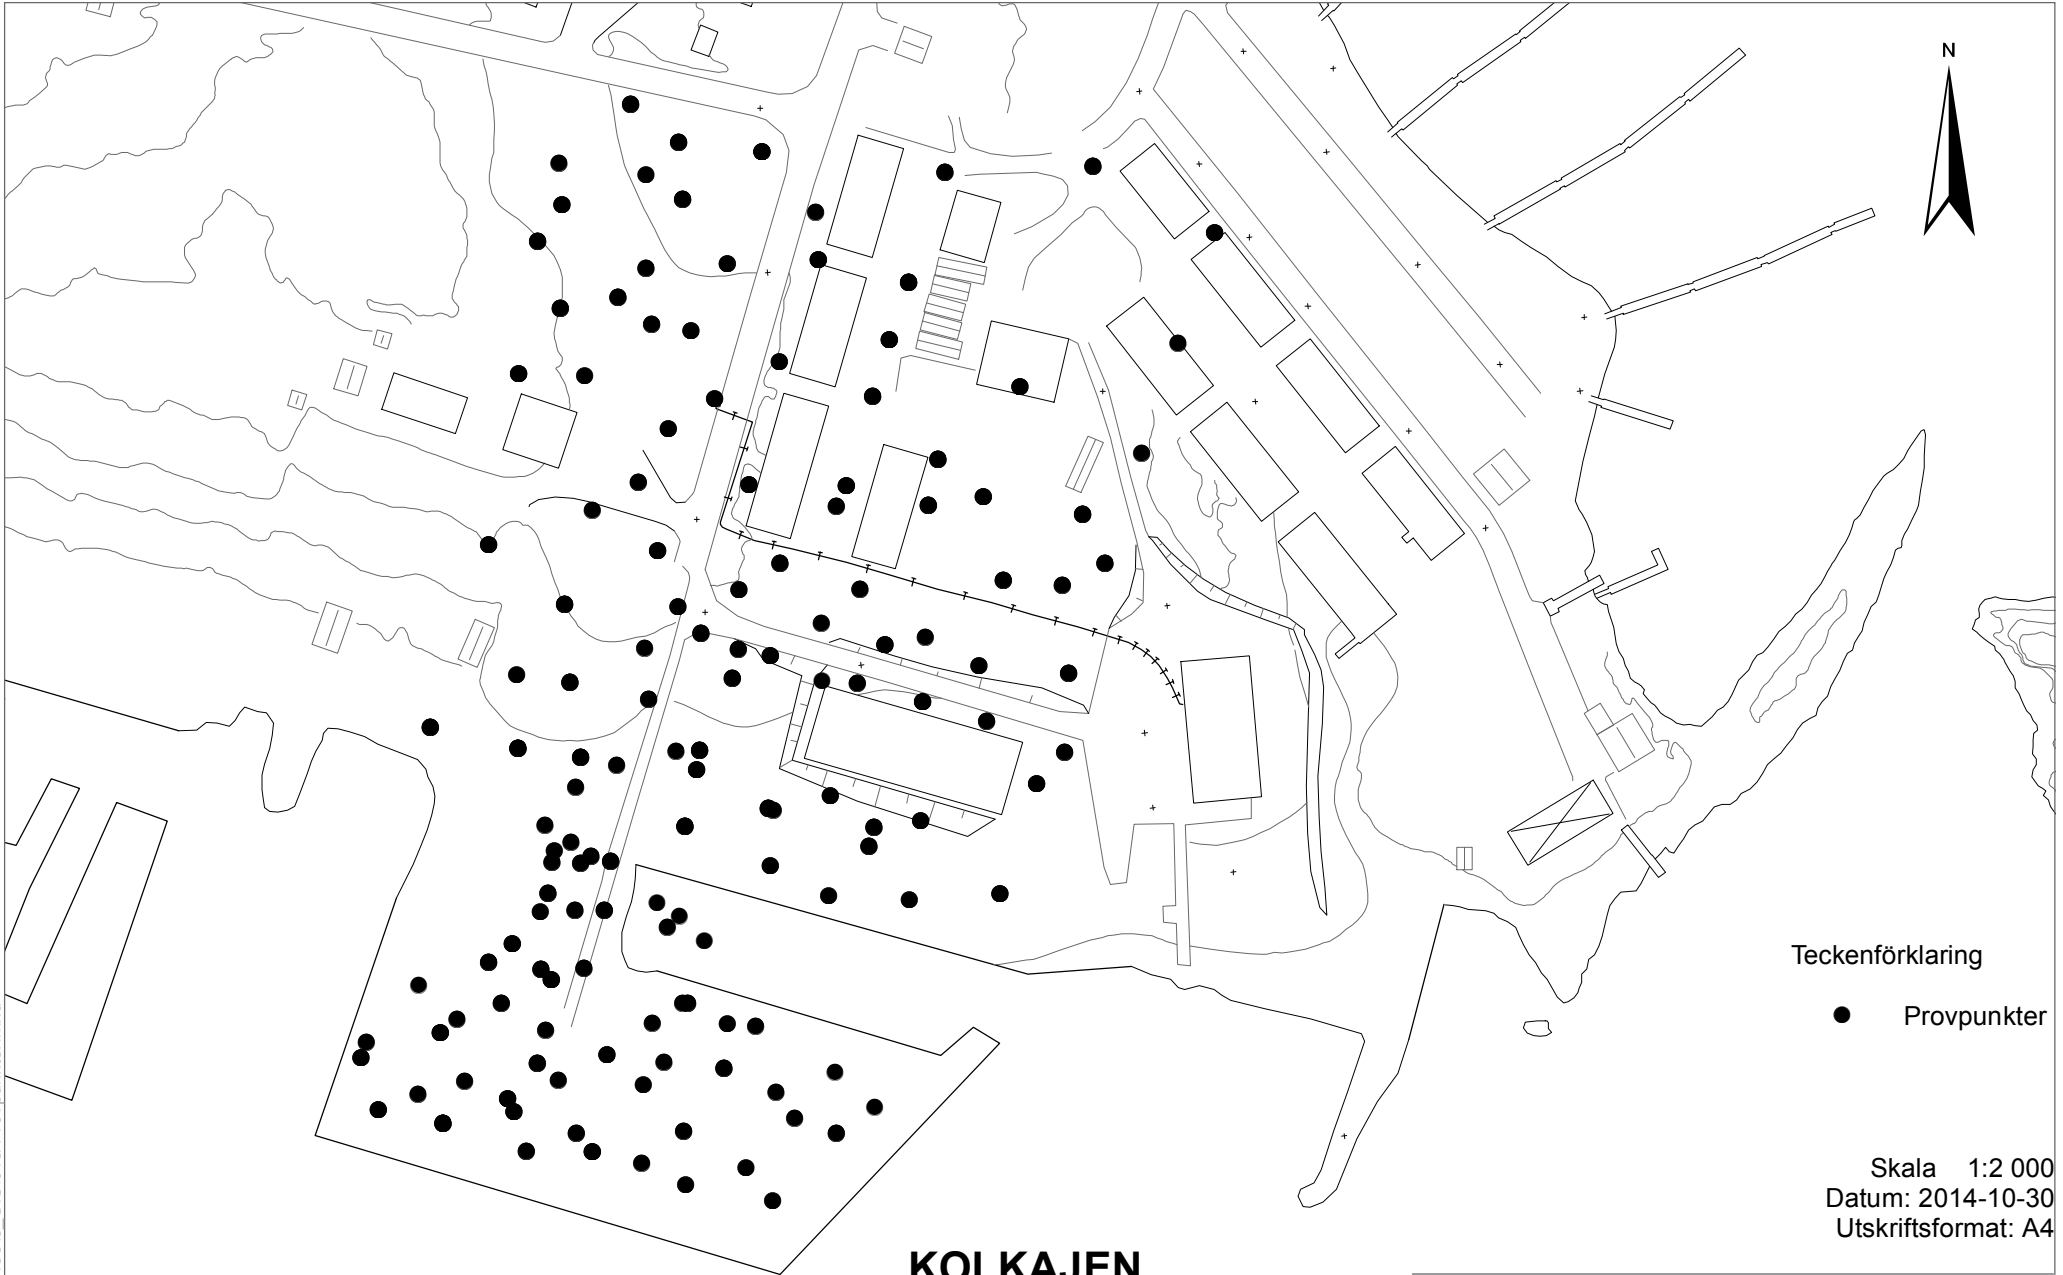 N
Teckenförklaring
Provpunkter
Skala 1:2 000
Datum: 2014-10-30
Utskriftsformat: A4
KOLKAJEN